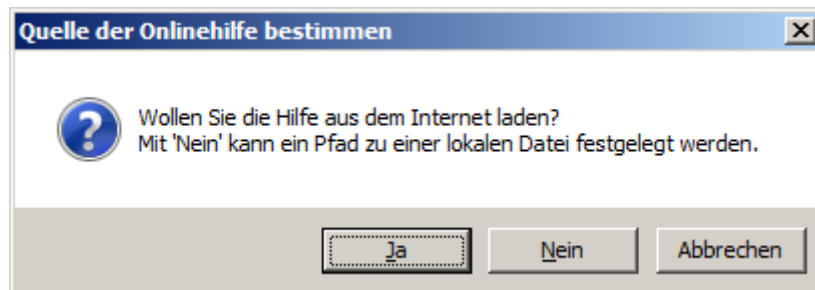 Quelle der Onlinehilfe bestimmen
Wollen Sie die Hilfe aus dem Internet laden?
Mit 'Nein' kann ein Pfad zu einer lokalen Datei festgelegt werden.
Ja Nein Abbrechen